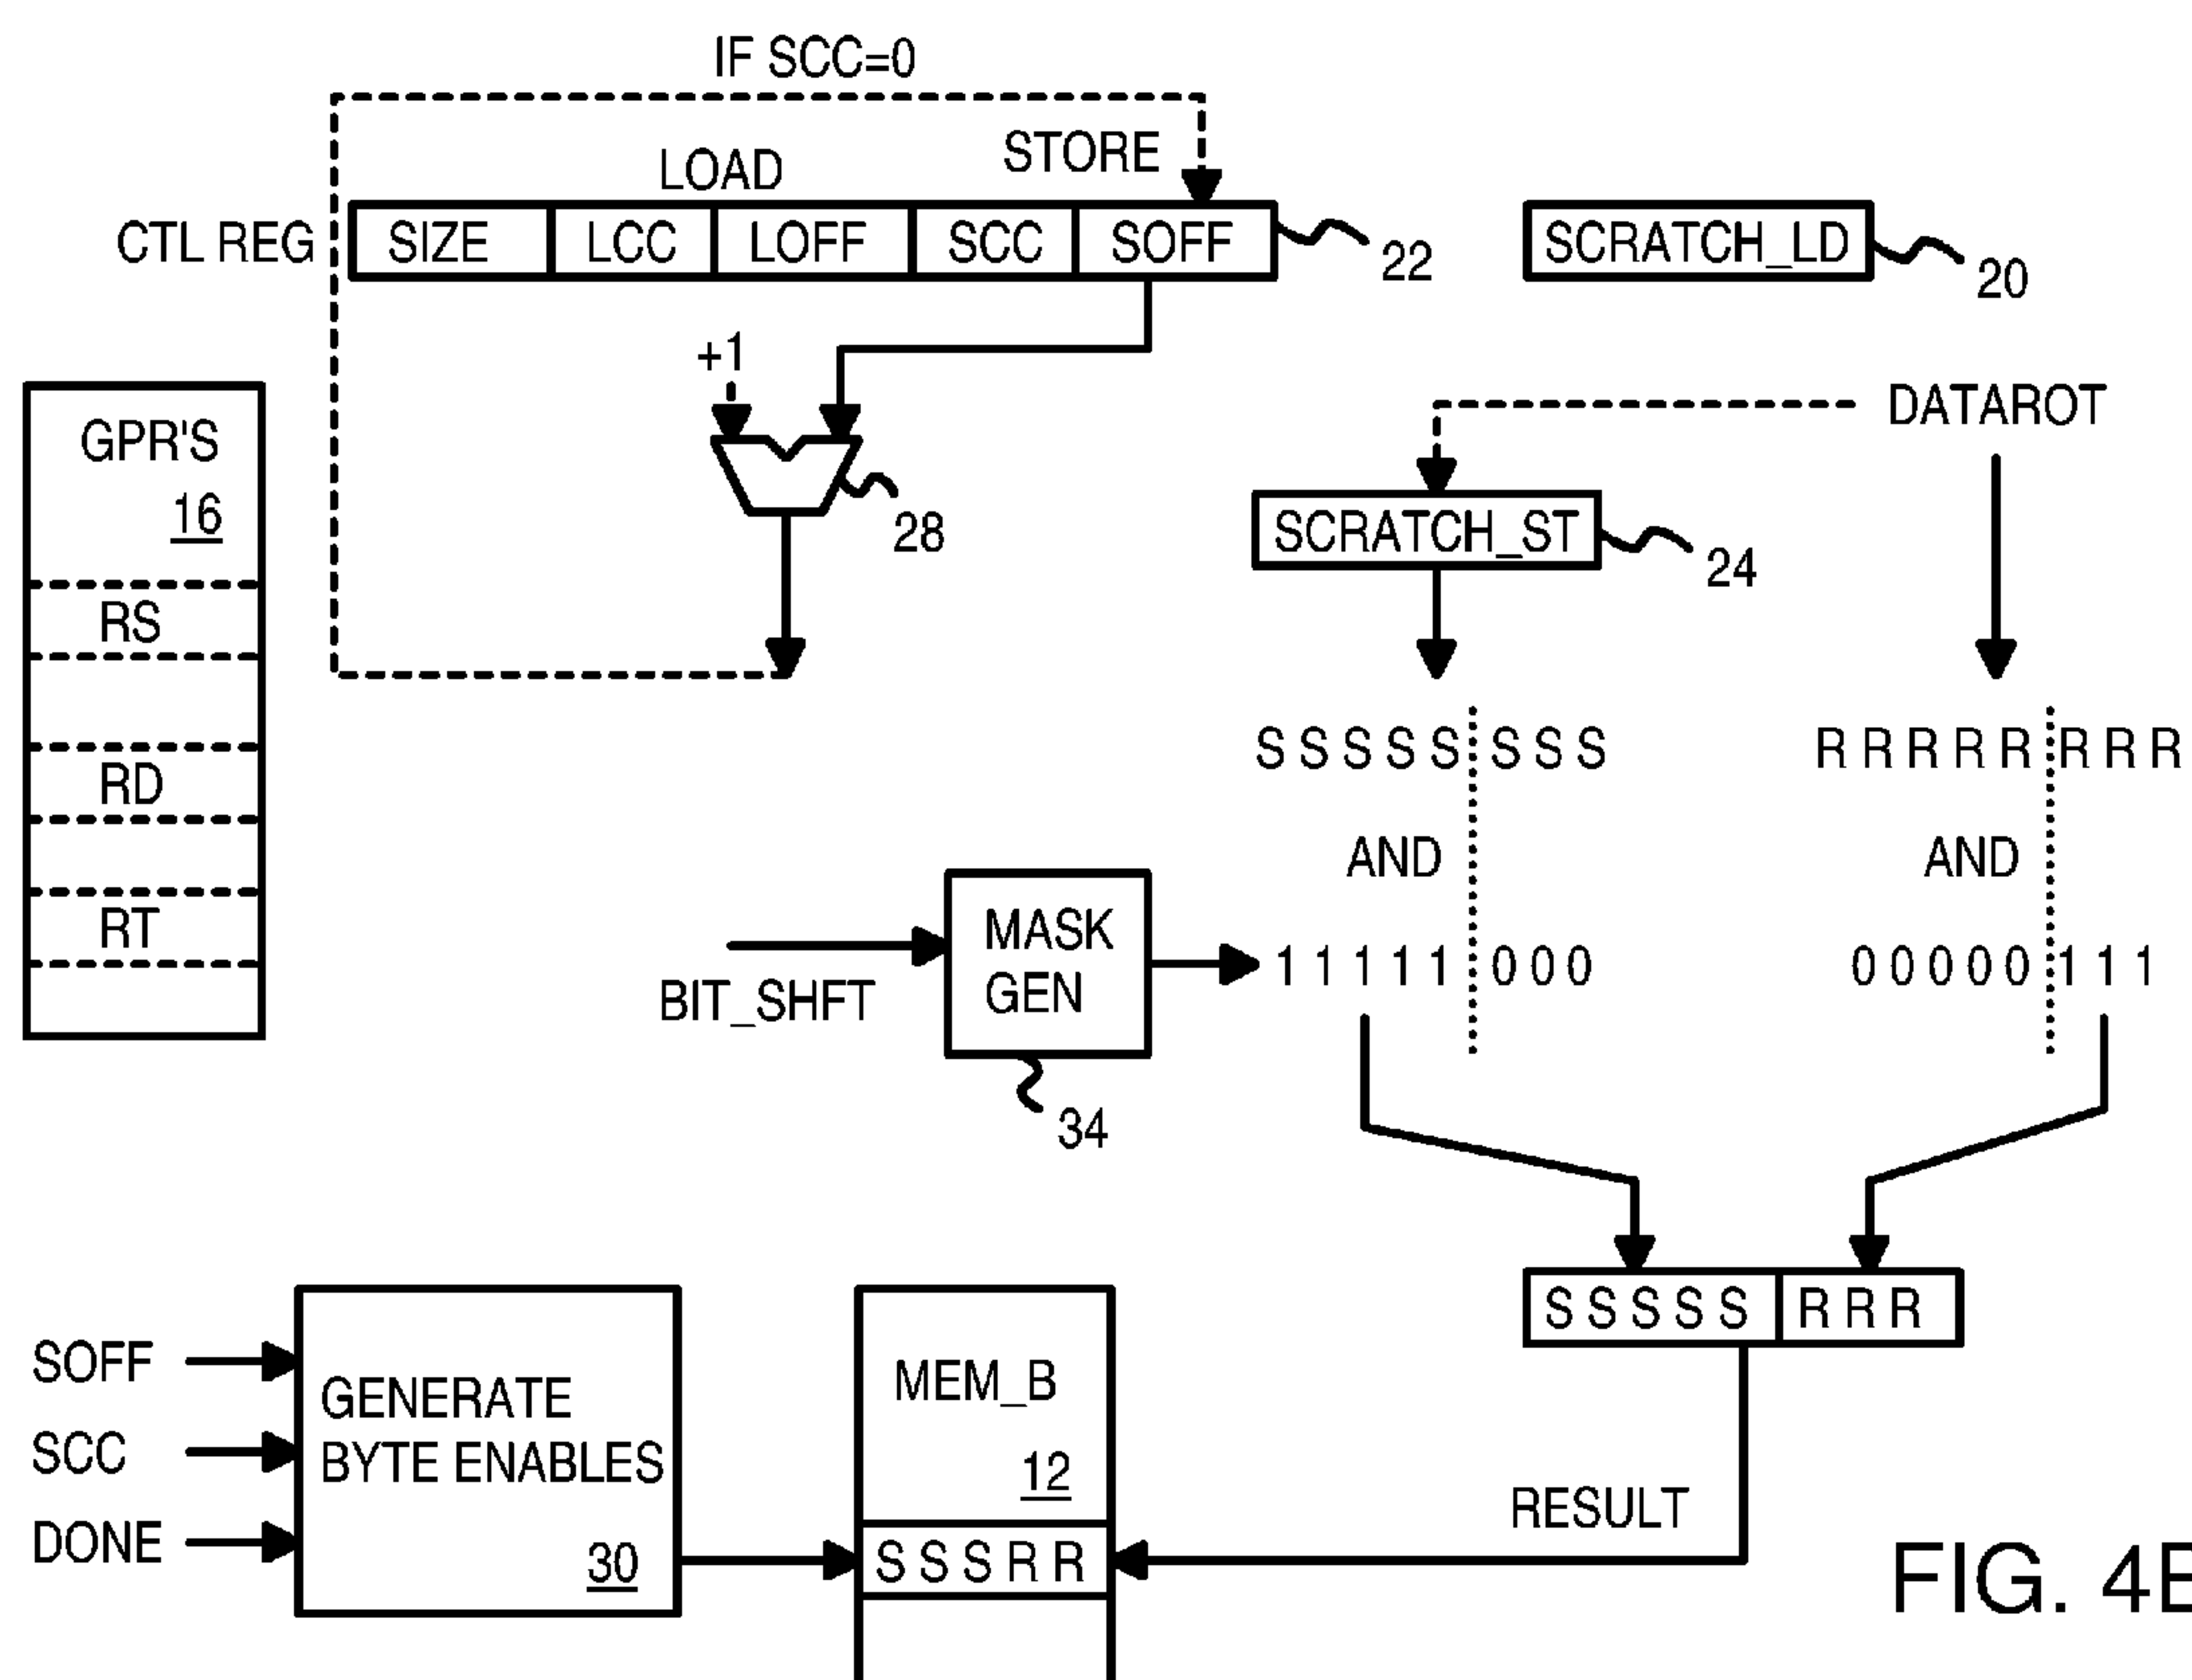 IF SCC=0
STORE
LOAD
CTL REG SIZE LCC LOFF SCC SOFF 22 SCRATCH_LD 20
+1
DATAROT
GPR'S
16
28
SCRATCH_ST 24
RS
RD
RT
S S S S S S S S R R R R R R R R
AND AND
MASK
GEN
34
BIT_SHFT
1 1 1 1 1 0 0 0 0 0 0 0 0 1 1 1
S S S S S R R R
SOFF
SCC
DONE
GENERATE
BYTE ENABLES
30
MEM_B
12
S S S R R
RESULT
FIG. 4B